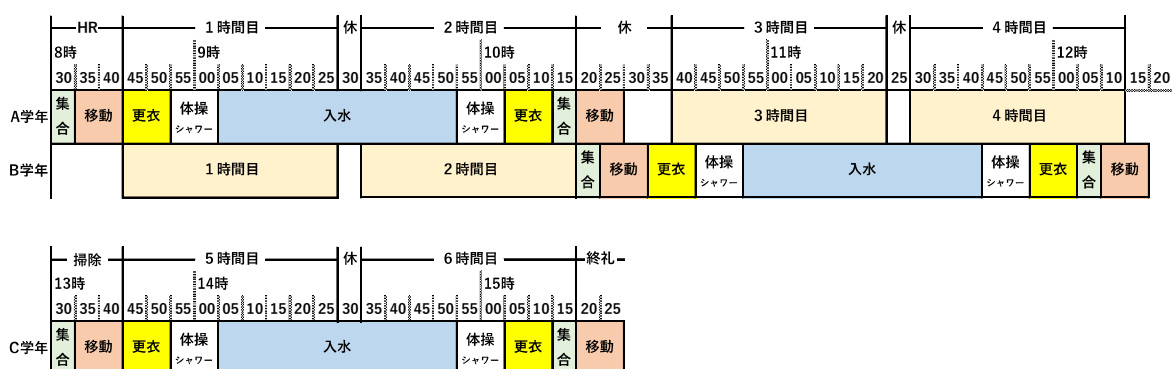 HR 1時間目 休 2時間目 休 3時間目 休 4時間目
8時 9時 10時 11時 12時
30 35 40 45 50 55 00 05 10 15 20 25 30 35 40 45 50 55 00 05 10 15 20 25 30 35 40 45 50 55 00 05 10 15 20 25 30 35 40 45 50 55 00 05 10 15 20
A学年 集合 移動 更衣 体操 シャワー 入水 体操 シャワー 更衣 集合 移動 3時間目 4時間目
B学年 1時間目 2時間目 集合 移動 更衣 体操 シャワー 入水 体操 シャワー 更衣 集合 移動
掃除 5時間目 休 6時間目 終礼
13時 14時 15時
30 35 40 45 50 55 00 05 10 15 20 25 30 35 40 45 50 55 00 05 10 15 20 25
C学年 集合 移動 更衣 体操 シャワー 入水 体操 シャワー 更衣 集合 移動